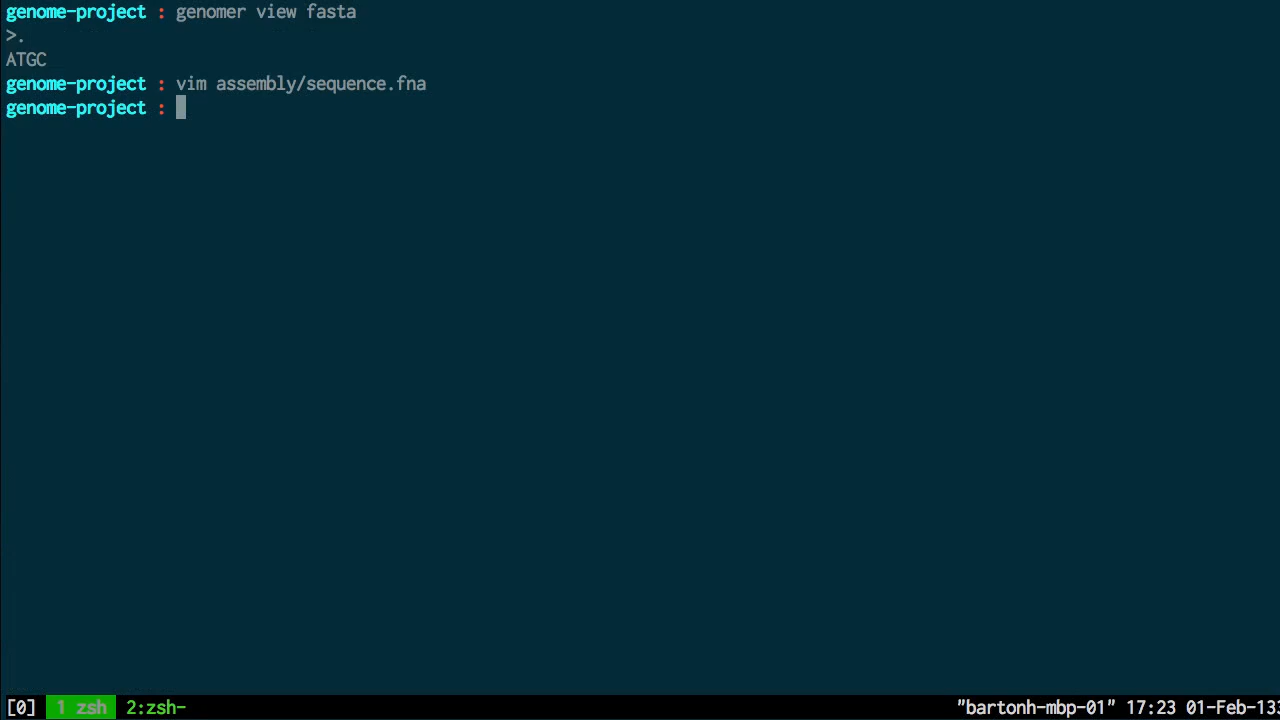 genome-project : genomer view fasta
>.
ATGC
genome-project : vim assembly/sequence.fna
genome-project :
[0] 1 zsh 2:zsh- "bartonh-mbp-01" 17:23 01-Feb-133